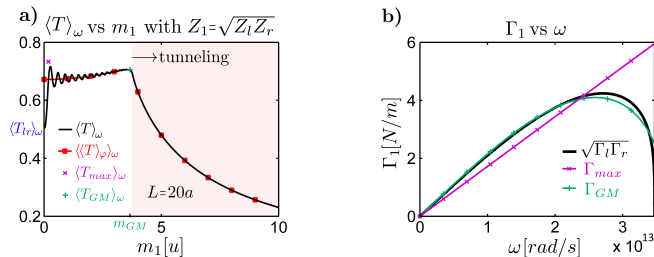 a) ⟨T⟩ω vs m1 with Z1=√ZlZr
→tunneling
0.8
0.6
⟨Tlr⟩ω
0.4
0.2
⟨T⟩ω
⟨⟨T⟩φ⟩ω
⟨Tmax⟩ω
⟨TGM⟩ω
L=20a
0
mGM
5
10
m1[u]
b) Γ1 vs ω
6
4
2
0
Γ1[N/m]
√ΓlΓr
Γmax
ΓGM
0
1
2
3
× 10^13
ω[rad/s]